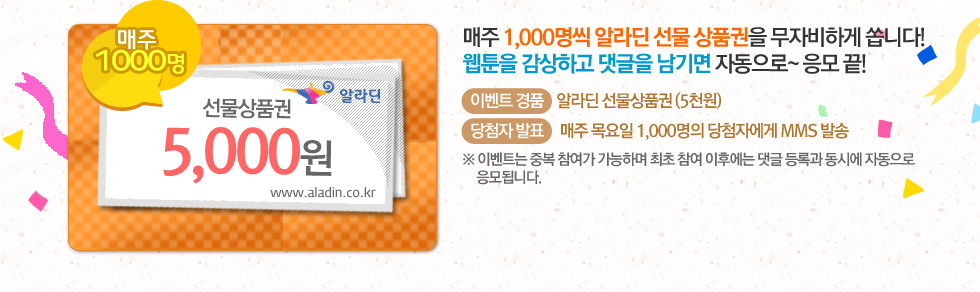 매주
1000명
알라딘
선물상품권
5,000원
www.aladin.co.kr
매주 1,000명씩 알라딘 선물 상품권을 무자비하게 쏩니다!
웹툰을 감상하고 댓글을 남기면 자동으로~ 응모 끝!
이벤트 경품 알라딘 선물상품권 (5천원)
당첨자 발표 매주 목요일 1,000명의 당첨자에게 MMS 발송
※ 이벤트는 중복 참여가 가능하며 최초 참여 이후에는 댓글 등록과 동시에 자동으로
응모됩니다.